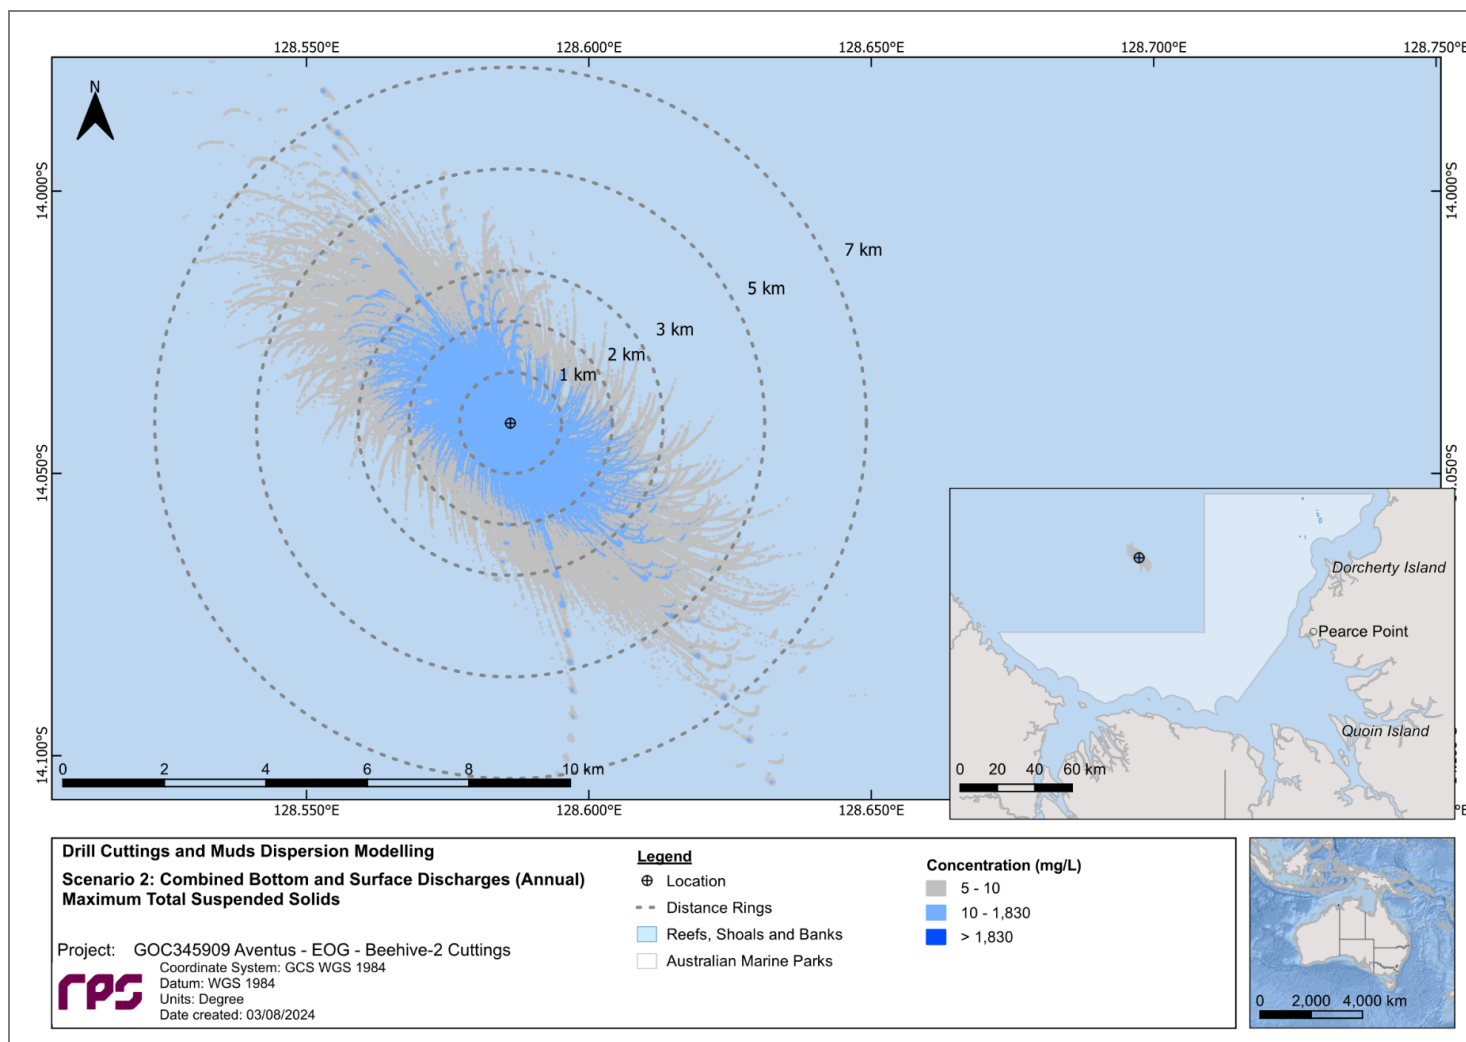 128.550°E 128.600°E 128.650°E 128.700°E 128.750°E
N
14.000°S 14.000°S
7 km
5 km
3 km
2 km
1 km
14.050°S .050°S
Dorcherty Island
Pearce Point
Quoin Island
0 20 40 60 km
14.100°S
0 2 4 6 8 10 km
128.550°E 128.600°E 128.650°E °E
Drill Cuttings and Muds Dispersion Modelling
Scenario 2: Combined Bottom and Surface Discharges (Annual)
Maximum Total Suspended Solids
Project: GOC345909 Aventus - EOG - Beehive-2 Cuttings
rps
Coordinate System: GCS WGS 1984
Datum: WGS 1984
Units: Degree
Date created: 03/08/2024
Legend
Location
Distance Rings
Reefs, Shoals and Banks
Australian Marine Parks
Concentration (mg/L)
5 - 10
10 - 1,830
> 1,830
0 2,000 4,000 km